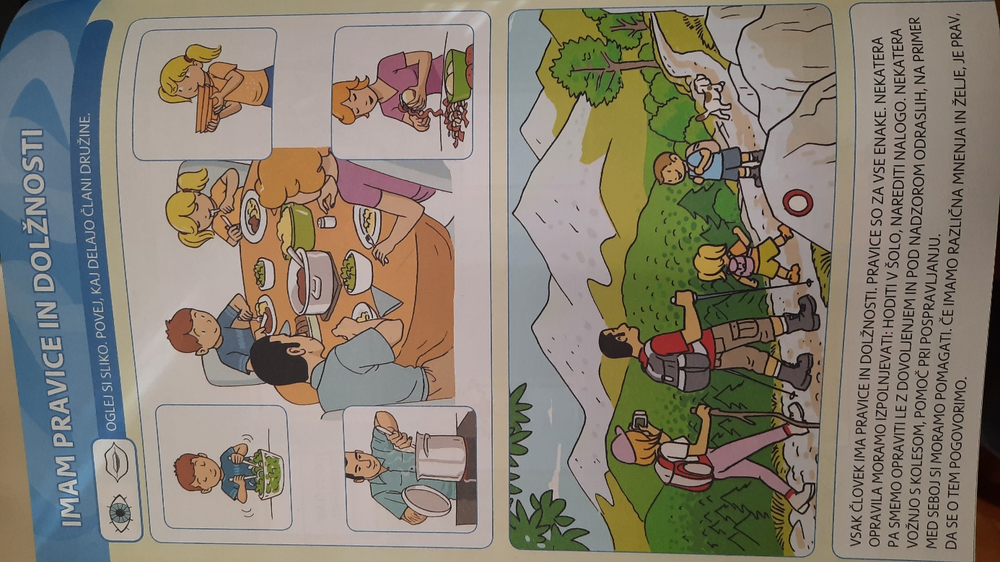 IMAM PRAVICE IN DOLŽNOSTI
OGLEJ SI SLIKO. POVEJ, KAJ DELAJO ČLANI DRUŽINE.
VSAK ČLOVEK IMA PRAVICE IN DOLŽNOSTI. PRAVICE SO ZA VSE ENAKE. NEKATERA
OPRAVILA MORAMO IZPOLNJEVATI: HODITI V ŠOLO, NAREDITI NALOGO. NEKATERA
PA SMEMO OPRAVITI LE Z DOVOLJENJEM IN POD NADZOROM ODRASLIH, NA PRIMER
VOŽNJO S KOLESOM, POMOČ PRI POSPRAVLJANJU.
MED SEBOJ SI MORAMO POMAGATI. ČE IMAMO RAZLIČNA MNENJA IN ŽELJE, JE PRAV,
DA SE O TEM POGOVORIMO.